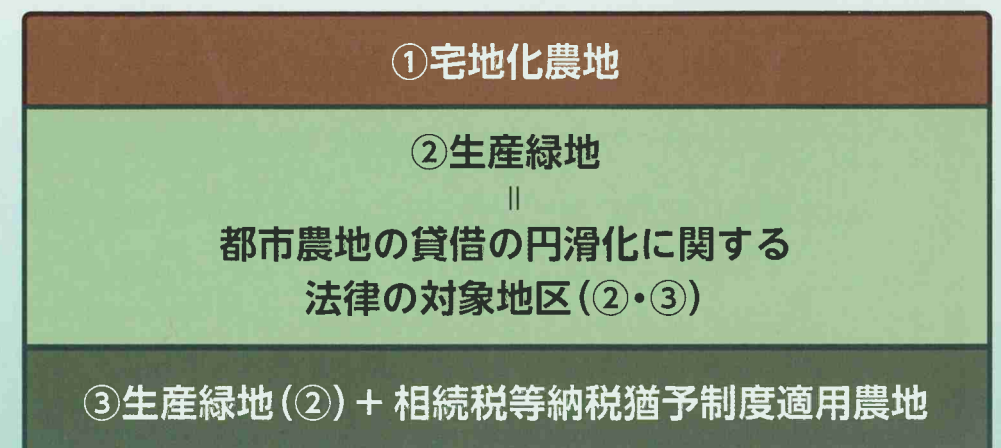 ①宅地化農地
②生産緑地
＝
都市農地の貸借の円滑化に関する
法律の対象地区(②・③)
③生産緑地(②)＋相続税等納税猶予制度適用農地